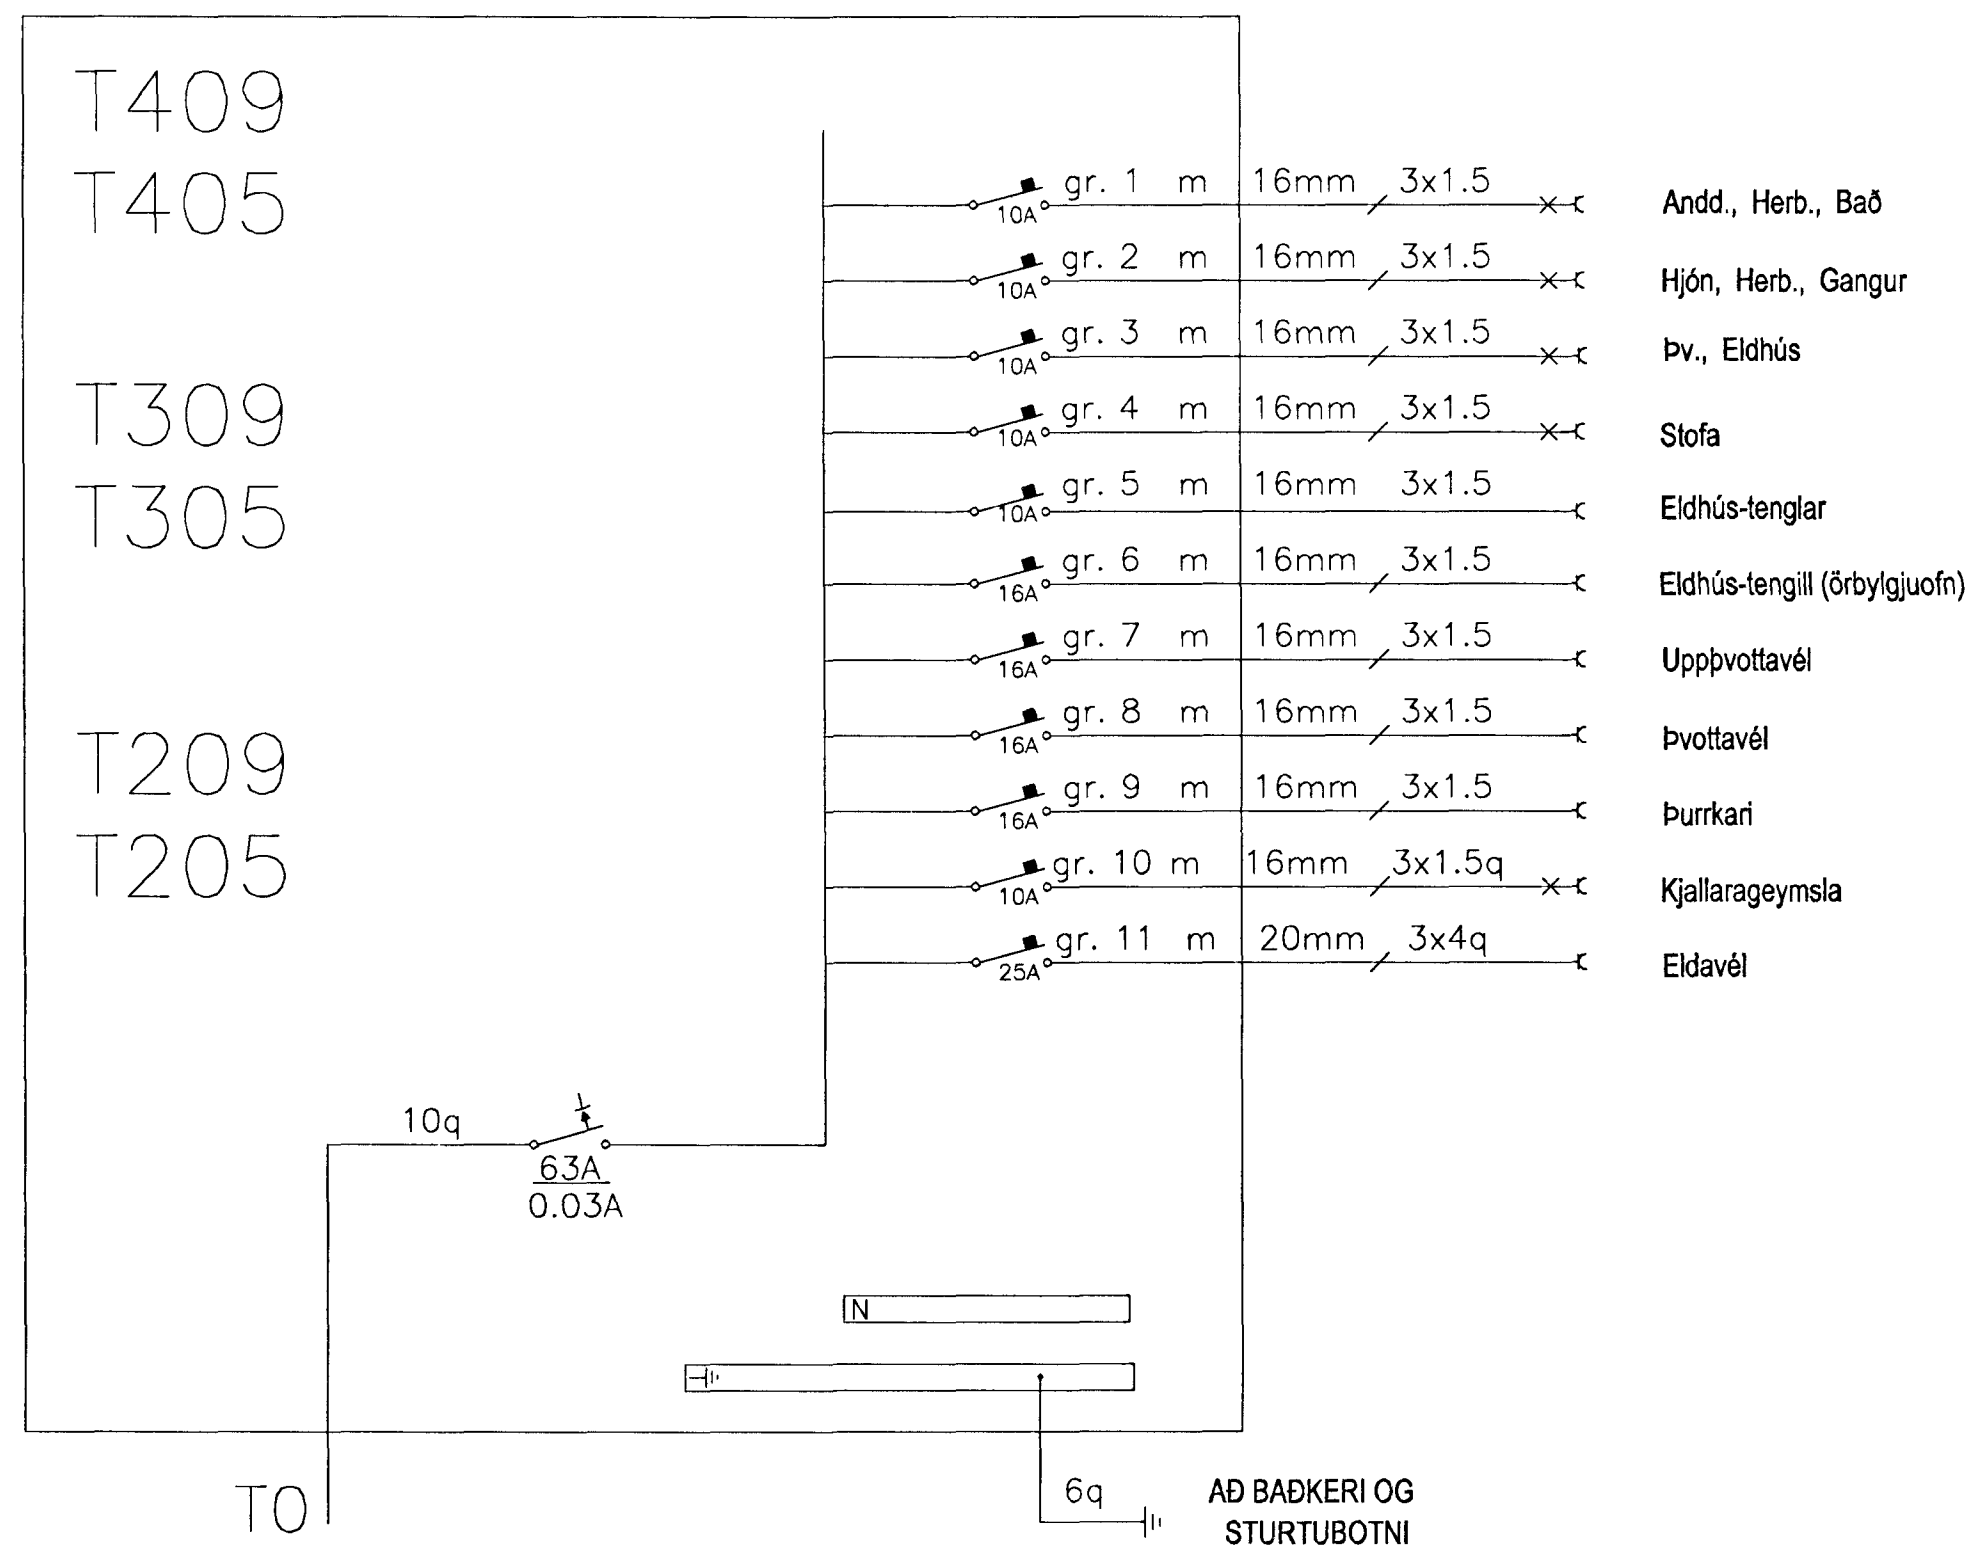 T409
T405
T309
T305
T209
T205
gr. 1 m 16mm 3x1.5
10A
Andd., Herb., Bað
gr. 2 m 16mm 3x1.5
10A
Hjón, Herb., Gangur
gr. 3 m 16mm 3x1.5
10A
Þv., Eldhús
gr. 4 m 16mm 3x1.5
10A
Stofa
gr. 5 m 16mm 3x1.5
10A
Eldhús-tenglar
gr. 6 m 16mm 3x1.5
16A
Eldhús-tengill (örbylgjuofn)
gr. 7 m 16mm 3x1.5
16A
Uppþvottavél
gr. 8 m 16mm 3x1.5
16A
Þvottavél
gr. 9 m 16mm 3x1.5
16A
Þurrkari
gr. 10 m 16mm 3x1.5q
10A
Kjallarageymsla
gr. 11 m 20mm 3x4q
25A
Eldavél
10q
63A
0.03A
N
T0
6q
AÐ BAÐKERI OG
STURTUBOTNI